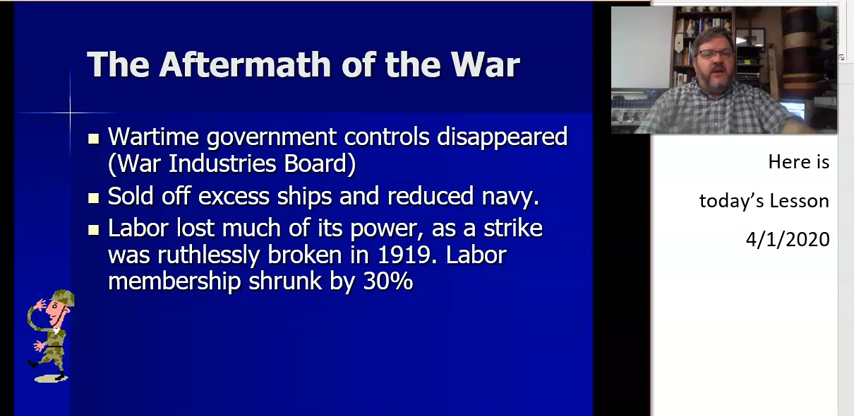 The Aftermath of the War
Wartime government controls disappeared
(War Industries Board)
Sold off excess ships and reduced navy.
Labor lost much of its power, as a strike
was ruthlessly broken in 1919. Labor
membership shrunk by 30%
Here is
today's Lesson
4/1/2020